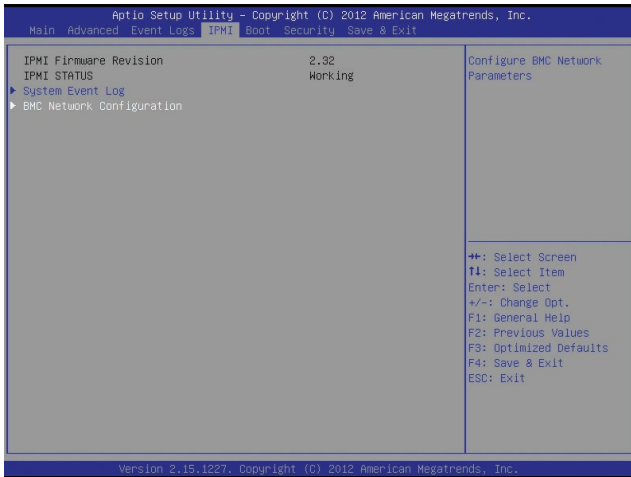 Aptio Setup Utility – Copyright (C) 2012 American Megatrends, Inc.
Main Advanced Event Logs IPMI Boot Security Save & Exit
IPMI Firmware Revision 2.32
IPMI STATUS Working
▶ System Event Log
▶ BMC Network Configuration
Configure BMC Network
Parameters
→←: Select Screen
↑↓: Select Item
Enter: Select
+/-: Change Opt.
F1: General Help
F2: Previous Values
F3: Optimized Defaults
F4: Save & Exit
ESC: Exit
Version 2.15.1227. Copyright (C) 2012 American Megatrends, Inc.